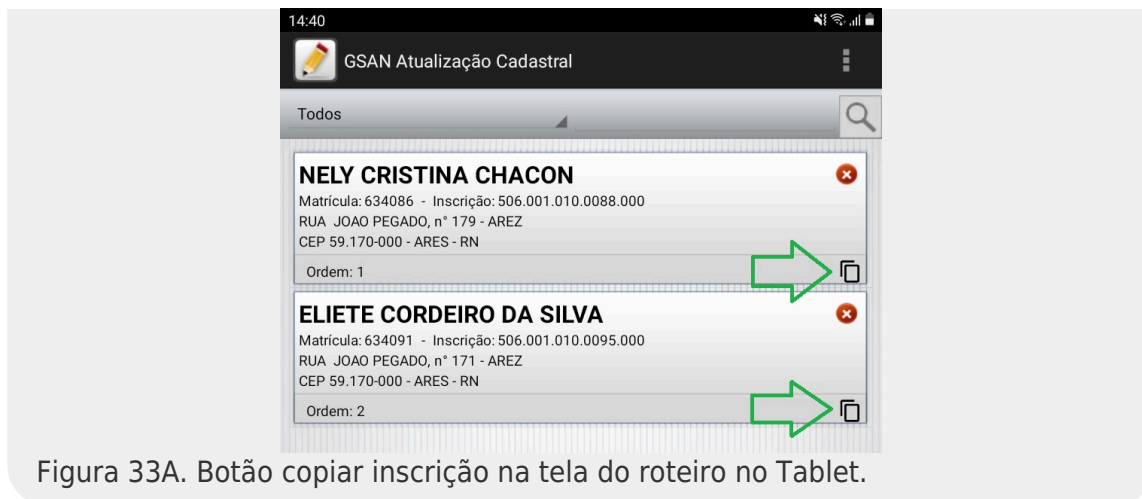 14:40
GSAN Atualização Cadastral
Todos
NELY CRISTINA CHACON
Matrícula: 634086 - Inscrição: 506.001.010.0088.000
RUA JOAO PEGADO, n° 179 - AREZ
CEP 59.170-000 - ARES - RN
Ordem: 1
ELIETE CORDEIRO DA SILVA
Matrícula: 634091 - Inscrição: 506.001.010.0095.000
RUA JOAO PEGADO, n° 171 - AREZ
CEP 59.170-000 - ARES - RN
Ordem: 2
Figura 33A. Botão copiar inscrição na tela do roteiro no Tablet.